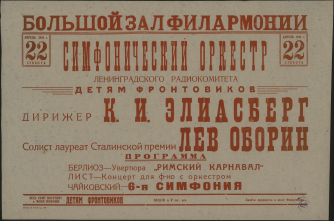 БОЛЬШОЙ ЗАЛ ФИЛАРМОНИИ
22
СИМФОНИЧЕСКИЙ ОРКЕСТР
22
ЛЕНИНГРАДСКОГО РАДИОКОМИТЕТА
ДЕТЯМ ФРОНТОВИКОВ
ДИРИЖЕР К. И. ЭЛИАСБЕРГ
Солист лауреат Сталинской премии ЛЕВ ОБОРИН
ПРОГРАММА
БЕРЛИОЗ—Увертюра „РИМСКИЙ КАРНАВАЛ"
ЛИСТ—Концерт для ф-но с оркестром
ЧАЙКОВСКИЙ—6-я СИМФОНИЯ
ДЕТЯМ ФРОНТОВИКОВ